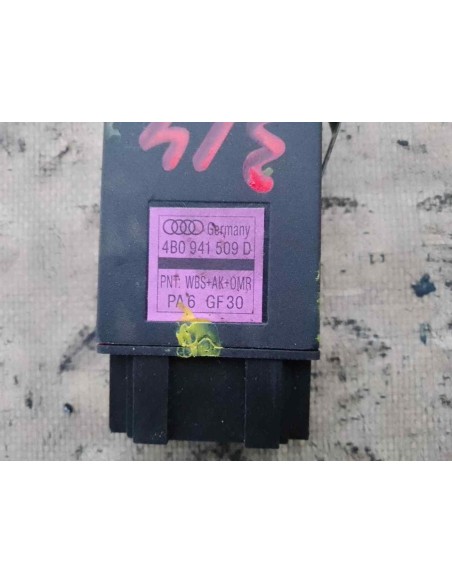 Germany
4B0 941 509 D
PNT: WBS+AK+OMR
PA6 GF30